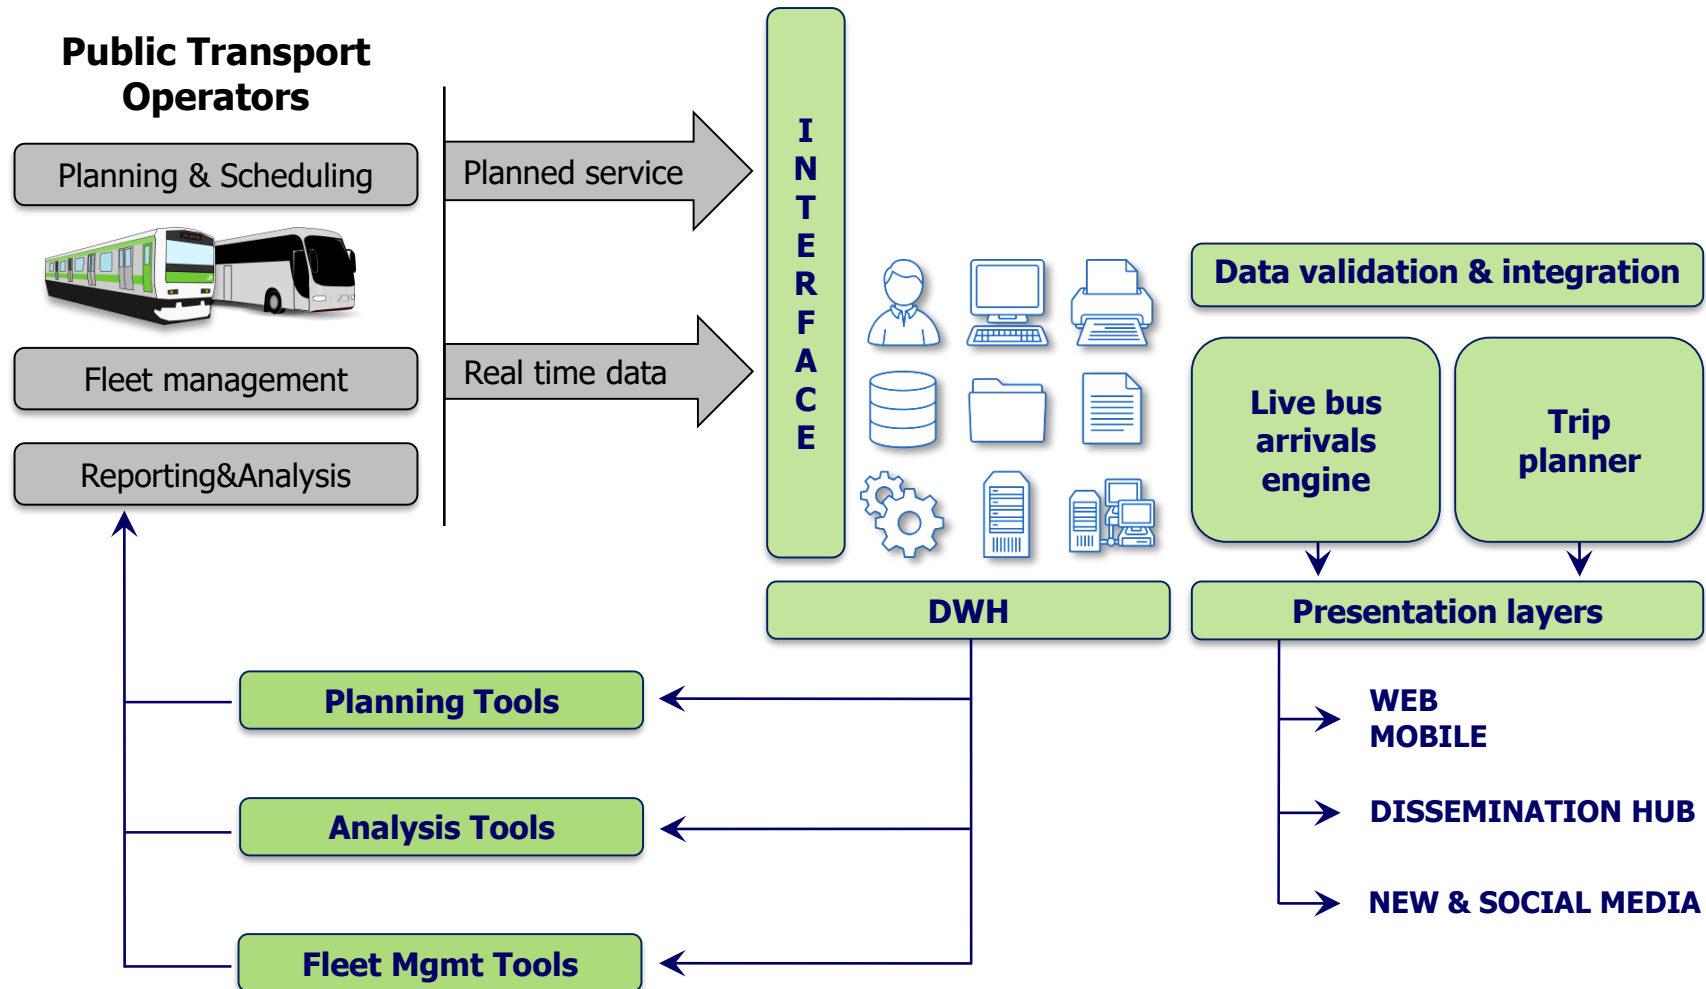 Public Transport
Operators
Planning & Scheduling
Fleet management
Reporting&Analysis
Planned service
Real time data
INTERFACE
Data validation & integration
Live bus
arrivals
engine
Trip
planner
DWH
Presentation layers
Planning Tools
Analysis Tools
Fleet Mgmt Tools
WEB
MOBILE
DISSEMINATION HUB
NEW & SOCIAL MEDIA